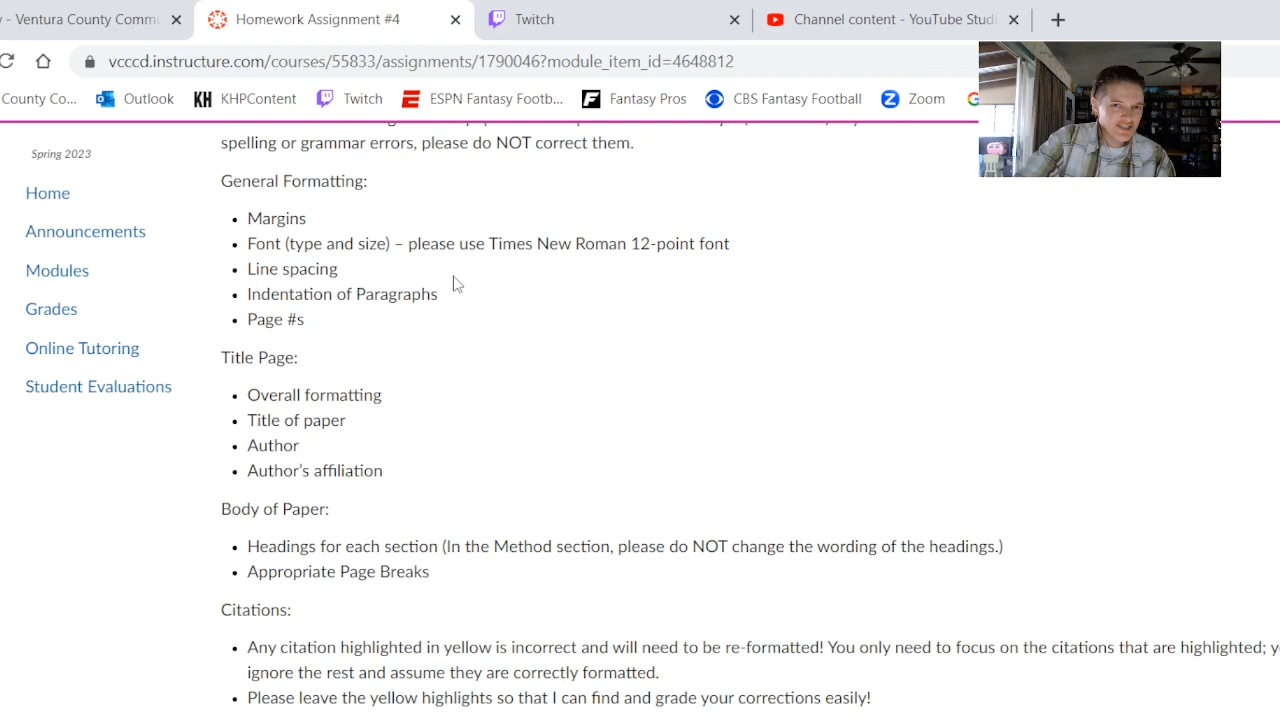 - Ventura County Commu
Homework Assignment #4
Twitch
Channel content - YouTube Studi
vcccd.instructure.com/courses/55833/assignments/1790046?module_item_id=4648812
County Co...
Outlook
KH
KHPContent
Twitch
ESPN Fantasy Footb...
Fantasy Pros
CBS Fantasy Football
Zoom
Spring 2023
Home
Announcements
Modules
Grades
Online Tutoring
Student Evaluations
spelling or grammar errors, please do NOT correct them.
General Formatting:
• Margins
• Font (type and size) – please use Times New Roman 12-point font
• Line spacing
• Indentation of Paragraphs
• Page #s
Title Page:
• Overall formatting
• Title of paper
• Author
• Author's affiliation
Body of Paper:
• Headings for each section (In the Method section, please do NOT change the wording of the headings.)
• Appropriate Page Breaks
Citations:
• Any citation highlighted in yellow is incorrect and will need to be re-formatted! You only need to focus on the citations that are highlighted;
ignore the rest and assume they are correctly formatted.
• Please leave the yellow highlights so that I can find and grade your corrections easily!